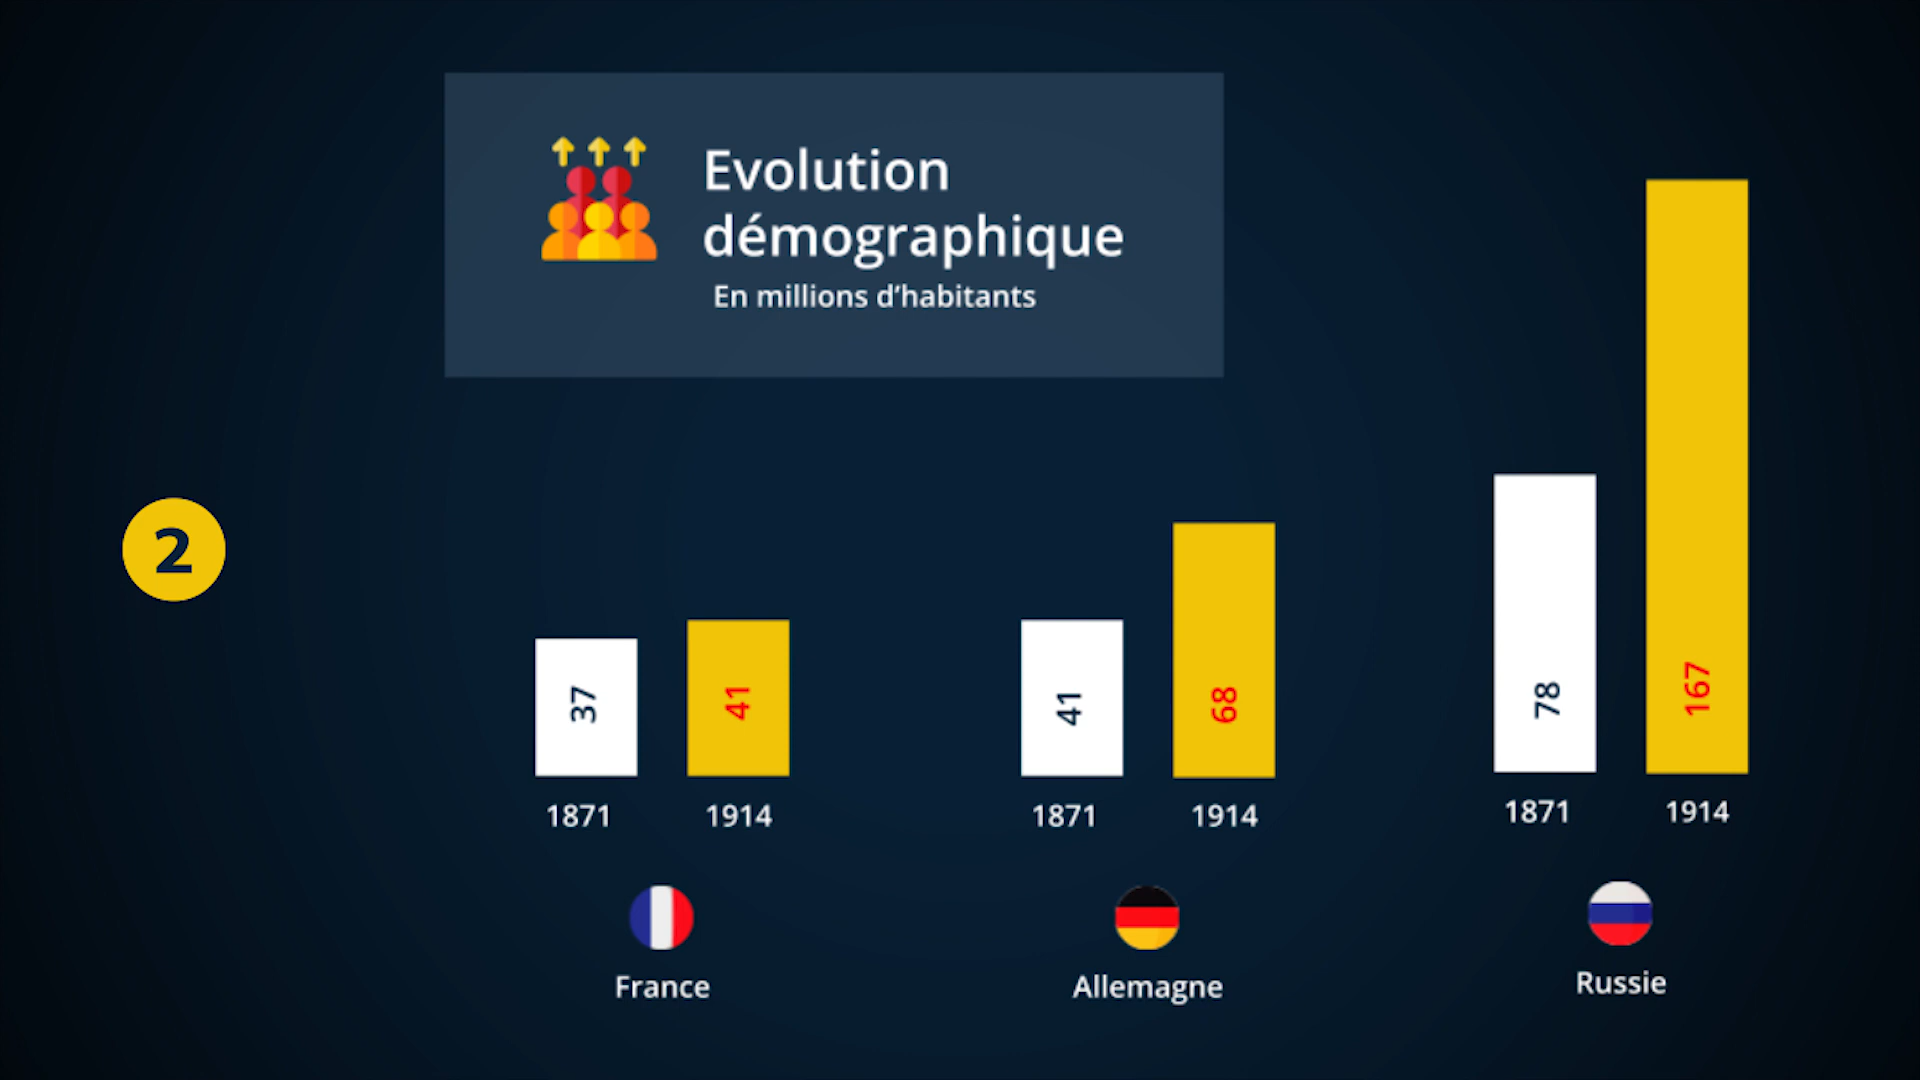 Evolution
démographique
En millions d’habitants
2
37
41
41
68
78
167
1871
1914
1871
1914
1871
1914
France
Allemagne
Russie